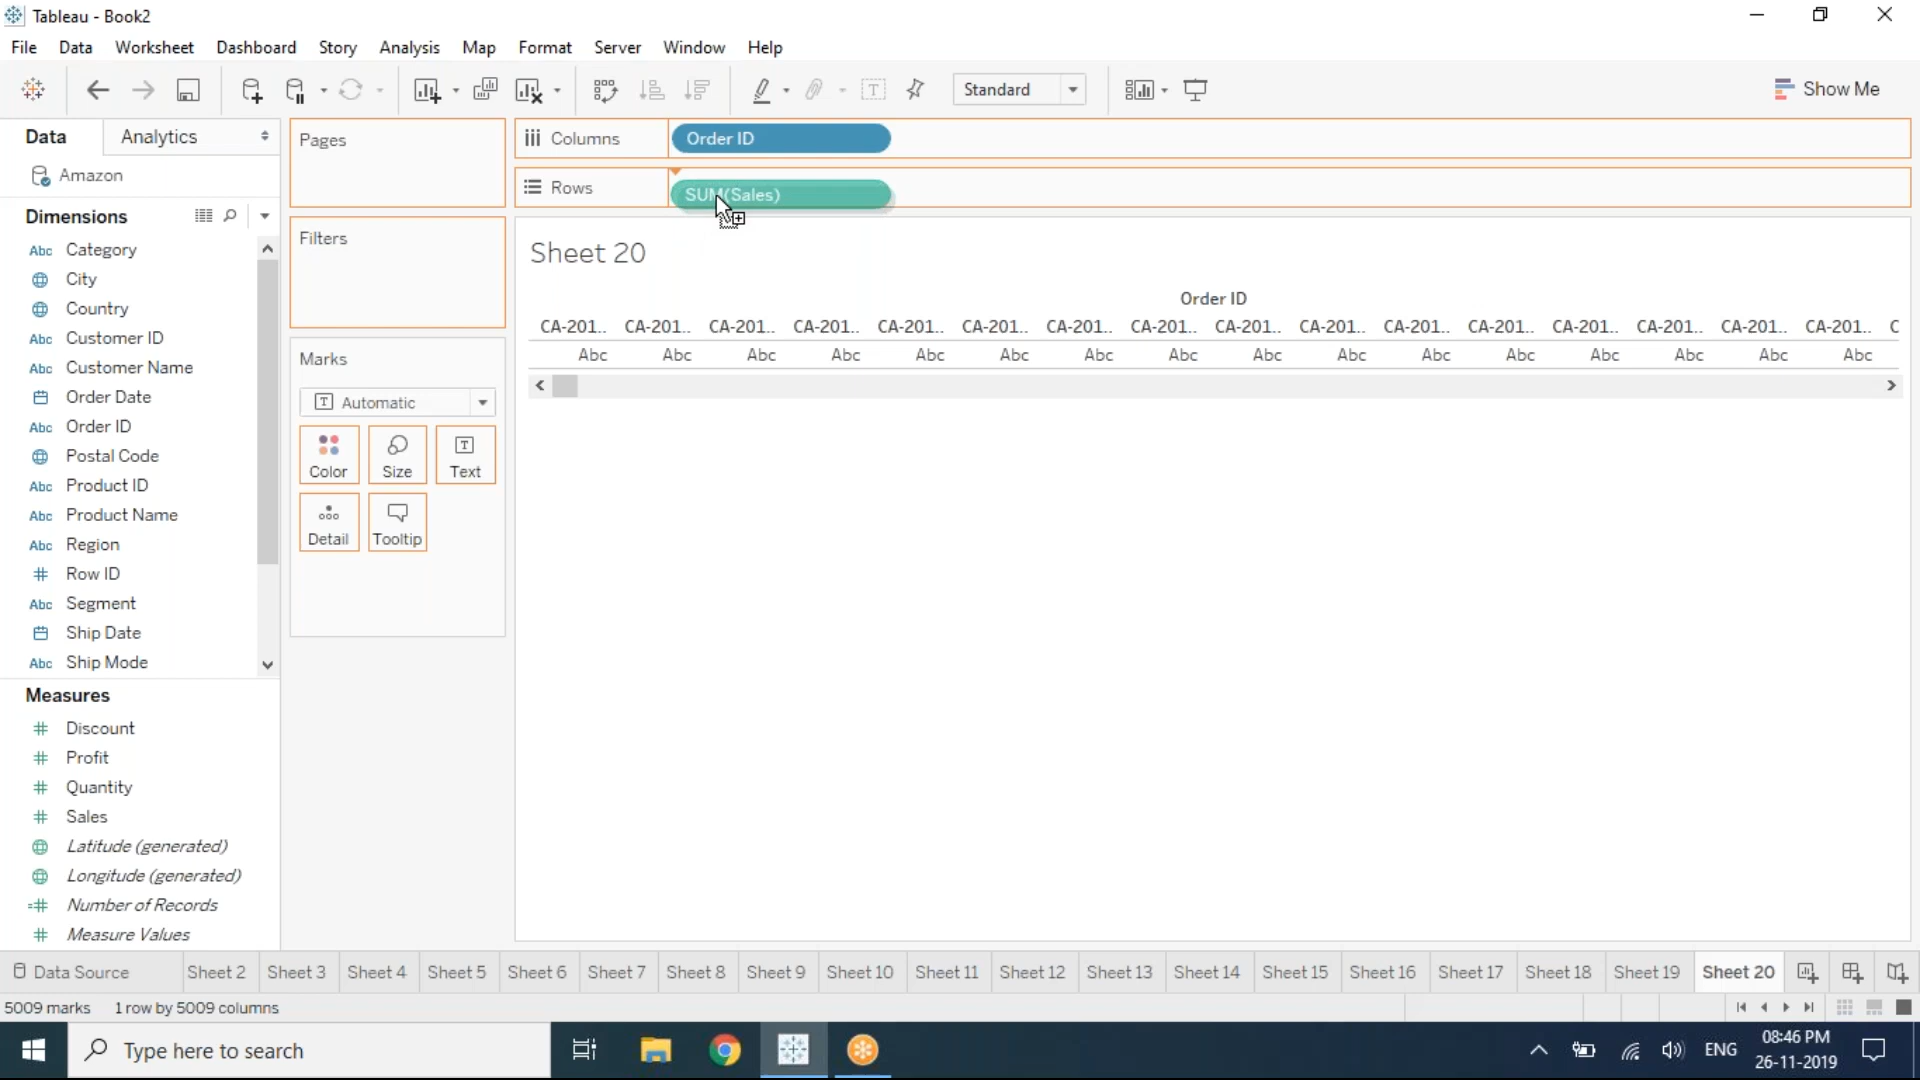 Tableau - Book2
File Data Worksheet Dashboard Story Analysis Map Format Server Window Help
Standard
Show Me
Data Analytics
Amazon
Dimensions
Abc Category
City
Country
Abc Customer ID
Abc Customer Name
Order Date
Abc Order ID
Postal Code
Abc Product ID
Abc Product Name
Abc Region
# Row ID
Abc Segment
Ship Date
Abc Ship Mode
Measures
# Discount
# Profit
# Quantity
# Sales
Latitude (generated)
Longitude (generated)
=# Number of Records
# Measure Values
Pages
Filters
Marks
T Automatic
Color Size T Text
Detail Tooltip
Columns Order ID
Rows SUM(Sales)
Sheet 20
Order ID
CA-201.. CA-201.. CA-201.. CA-201.. CA-201.. CA-201.. CA-201.. CA-201.. CA-201.. CA-201.. CA-201.. CA-201.. CA-201.. CA-201.. CA-201.. CA-201.. C
Abc Abc Abc Abc Abc Abc Abc Abc Abc Abc Abc Abc Abc Abc Abc Abc
Data Source Sheet 2 Sheet 3 Sheet 4 Sheet 5 Sheet 6 Sheet 7 Sheet 8 Sheet 9 Sheet 10 Sheet 11 Sheet 12 Sheet 13 Sheet 14 Sheet 15 Sheet 16 Sheet 17 Sheet 18 Sheet 19 Sheet 20
5009 marks 1 row by 5009 columns
Type here to search
ENG
08:46 PM
26-11-2019